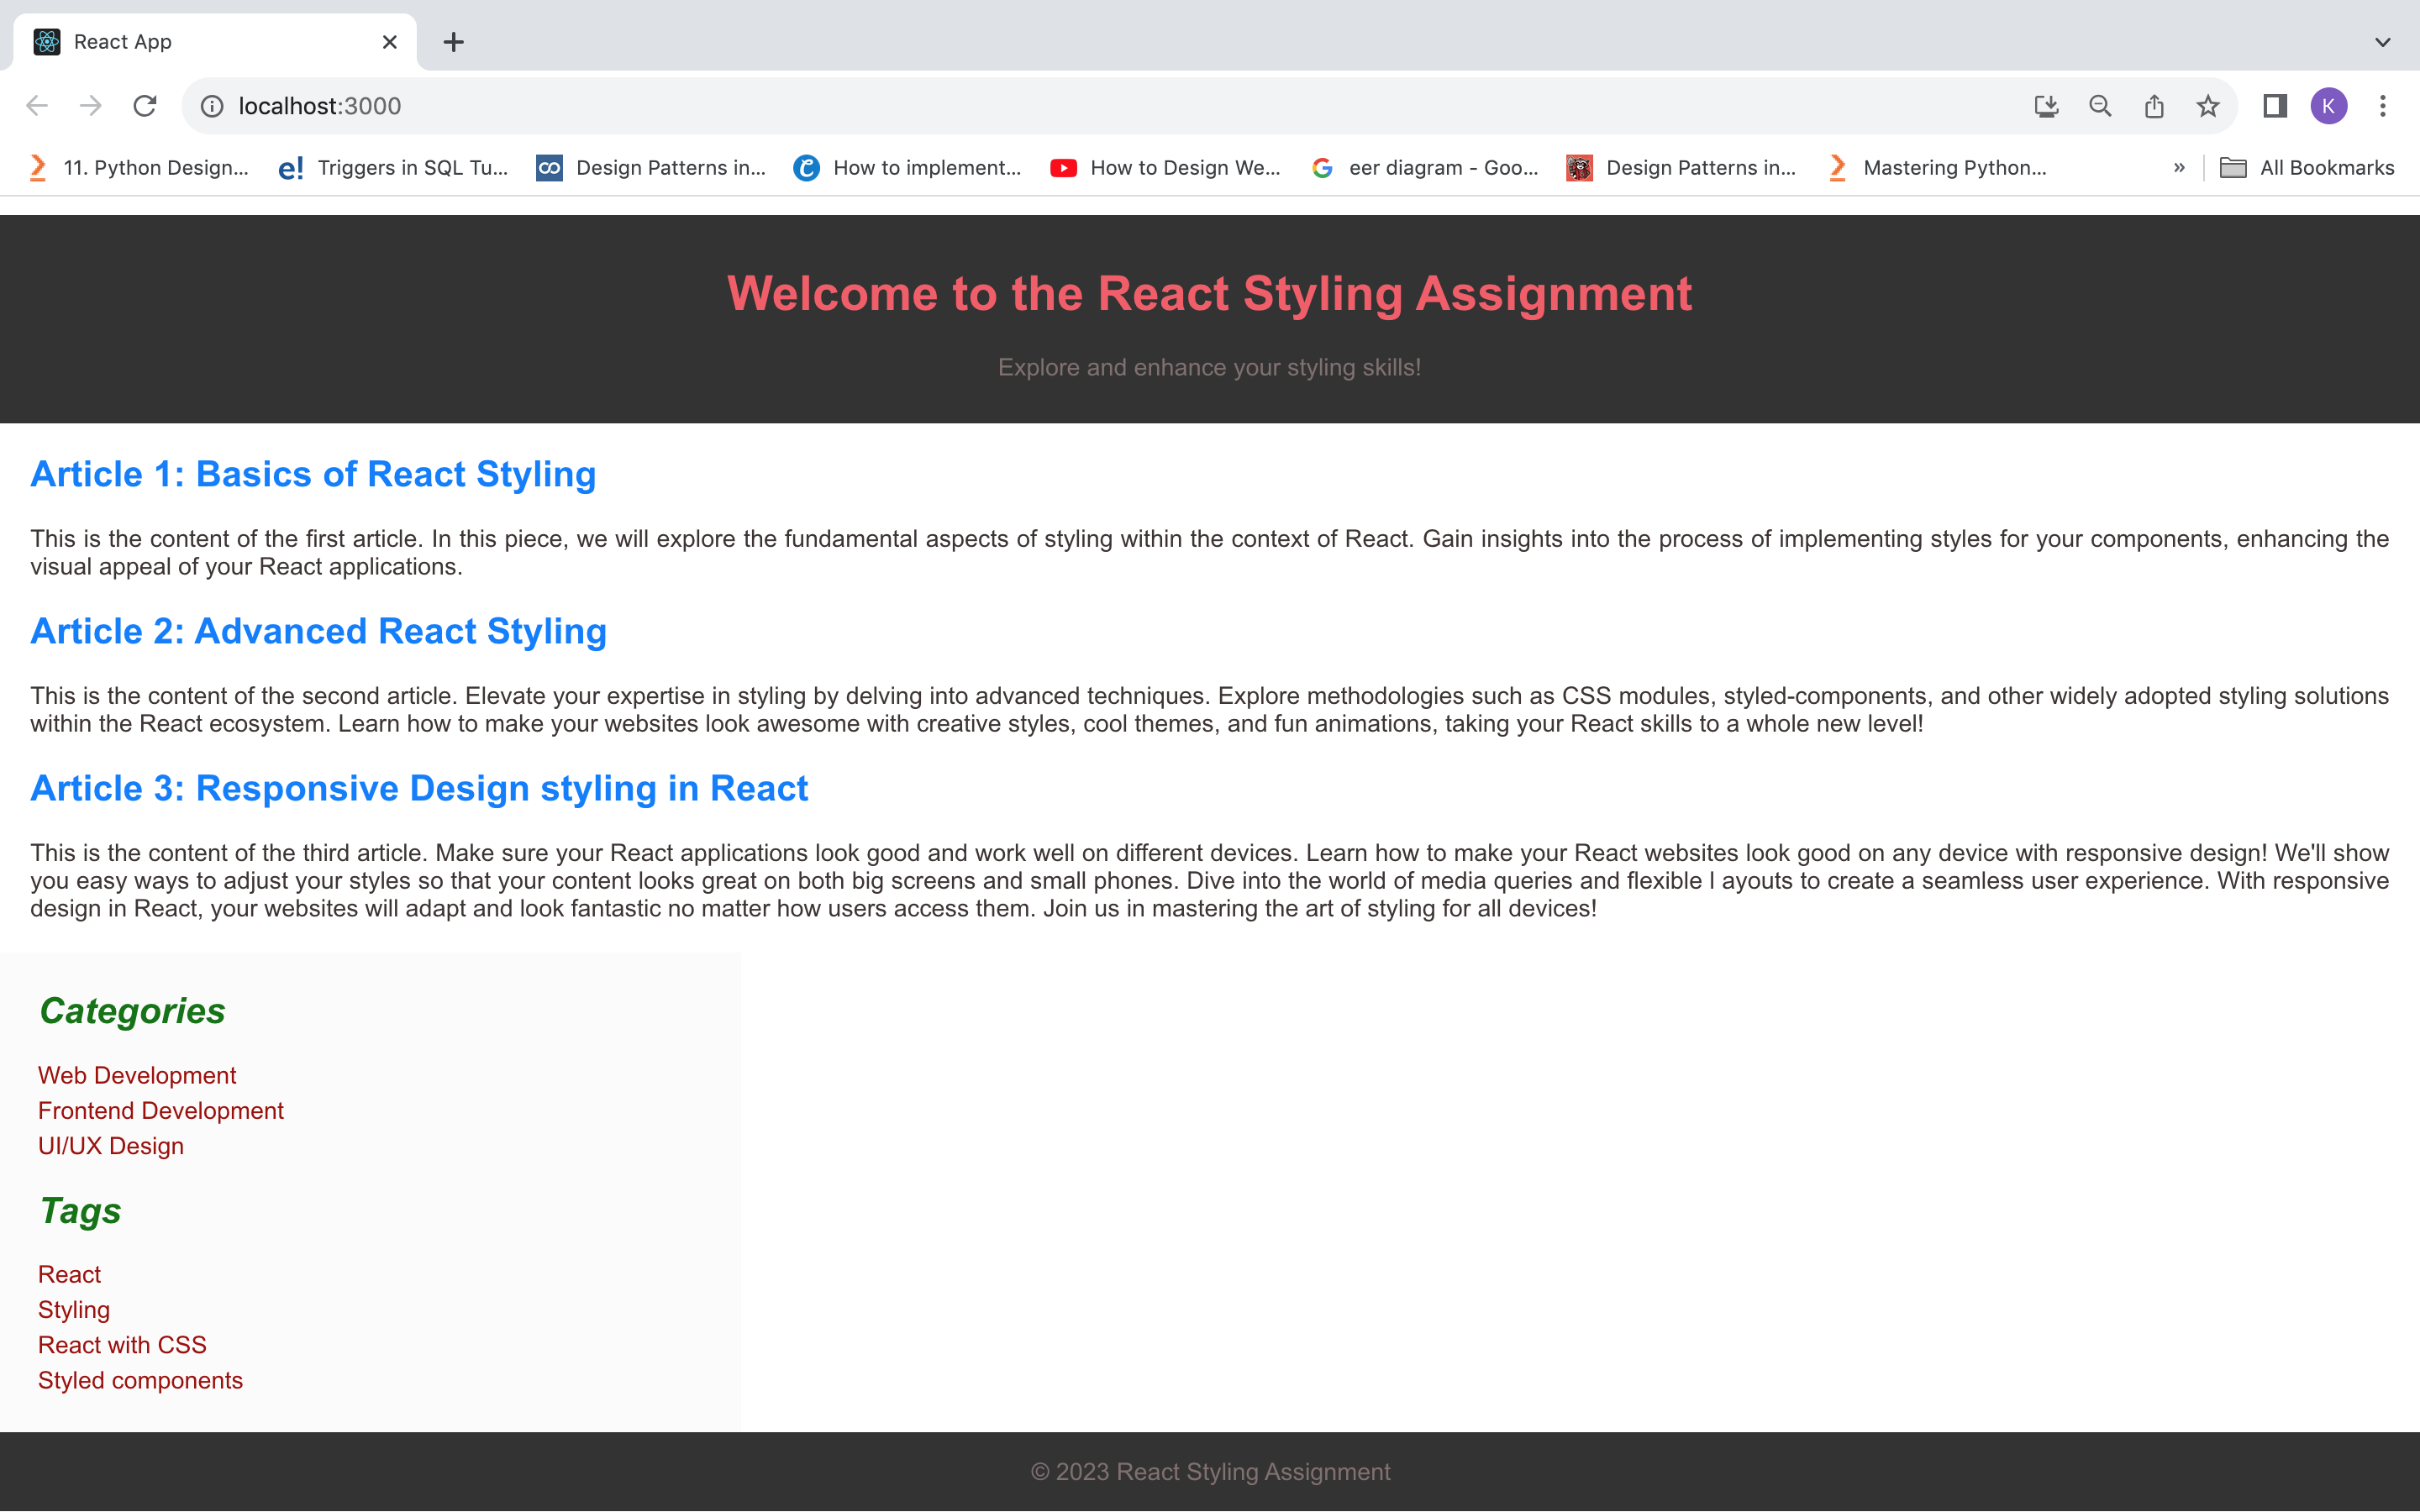 React App
localhost:3000
K
11. Python Design...
e! Triggers in SQL Tu...
Design Patterns in...
How to implement...
How to Design We...
eer diagram - Goo...
Design Patterns in...
Mastering Python...
» All Bookmarks
Welcome to the React Styling Assignment
Explore and enhance your styling skills!
Article 1: Basics of React Styling
This is the content of the first article. In this piece, we will explore the fundamental aspects of styling within the context of React. Gain insights into the process of implementing styles for your components, enhancing the
visual appeal of your React applications.
Article 2: Advanced React Styling
This is the content of the second article. Elevate your expertise in styling by delving into advanced techniques. Explore methodologies such as CSS modules, styled-components, and other widely adopted styling solutions
within the React ecosystem. Learn how to make your websites look awesome with creative styles, cool themes, and fun animations, taking your React skills to a whole new level!
Article 3: Responsive Design styling in React
This is the content of the third article. Make sure your React applications look good and work well on different devices. Learn how to make your React websites look good on any device with responsive design! We'll show
you easy ways to adjust your styles so that your content looks great on both big screens and small phones. Dive into the world of media queries and flexible l ayouts to create a seamless user experience. With responsive
design in React, your websites will adapt and look fantastic no matter how users access them. Join us in mastering the art of styling for all devices!
Categories
Web Development
Frontend Development
UI/UX Design
Tags
React
Styling
React with CSS
Styled components
© 2023 React Styling Assignment